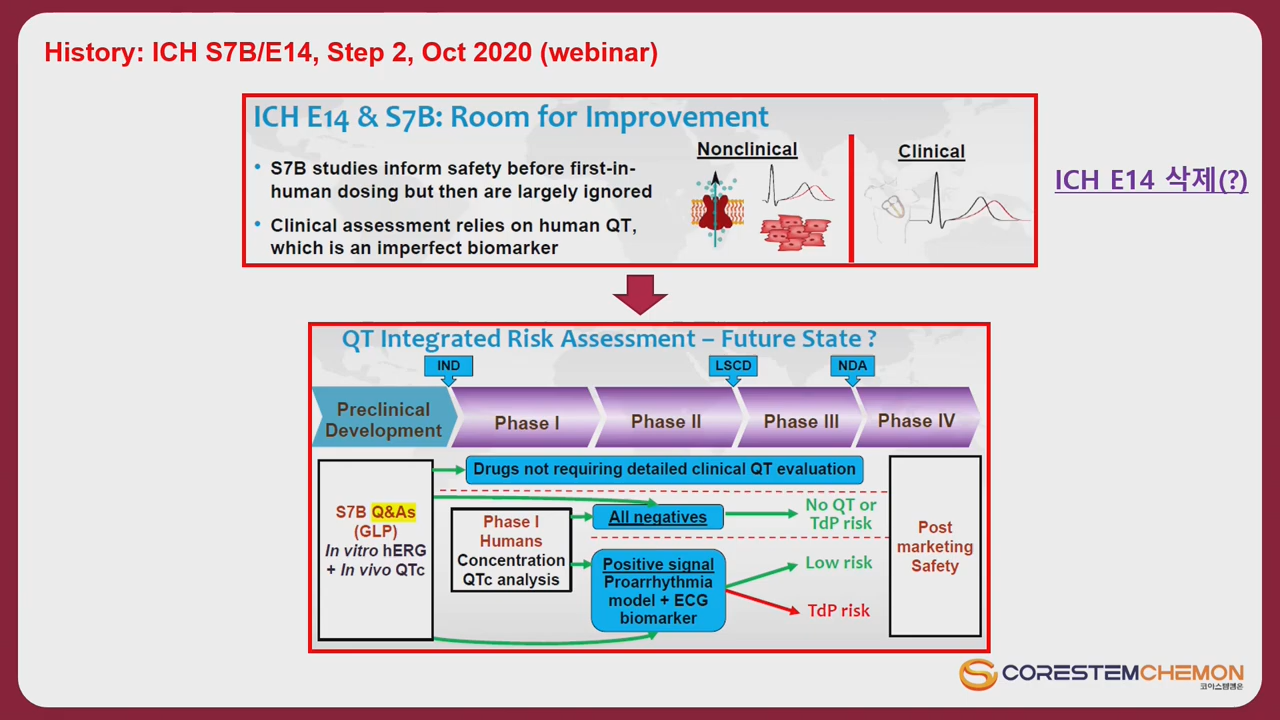 History: ICH S7B/E14, Step 2, Oct 2020 (webinar)
ICH E14 & S7B: Room for Improvement
• S7B studies inform safety before first-in-
human dosing but then are largely ignored
• Clinical assessment relies on human QT,
which is an imperfect biomarker
Nonclinical
Clinical
ICH E14 삭제(?)
QT Integrated Risk Assessment – Future State ?
IND
LSCD
NDA
Preclinical
Development
Phase I
Phase II
Phase III
Phase IV
Drugs not requiring detailed clinical QT evaluation
S7B Q&As
(GLP)
In vitro hERG
+ In vivo QTc
Phase I
Humans
Concentration
QTc analysis
All negatives
No QT or
TdP risk
Positive signal
Proarrhythmia
model + ECG
biomarker
Low risk
TdP risk
Post
marketing
Safety
CORESTEMCHEMON
코아스템켐온